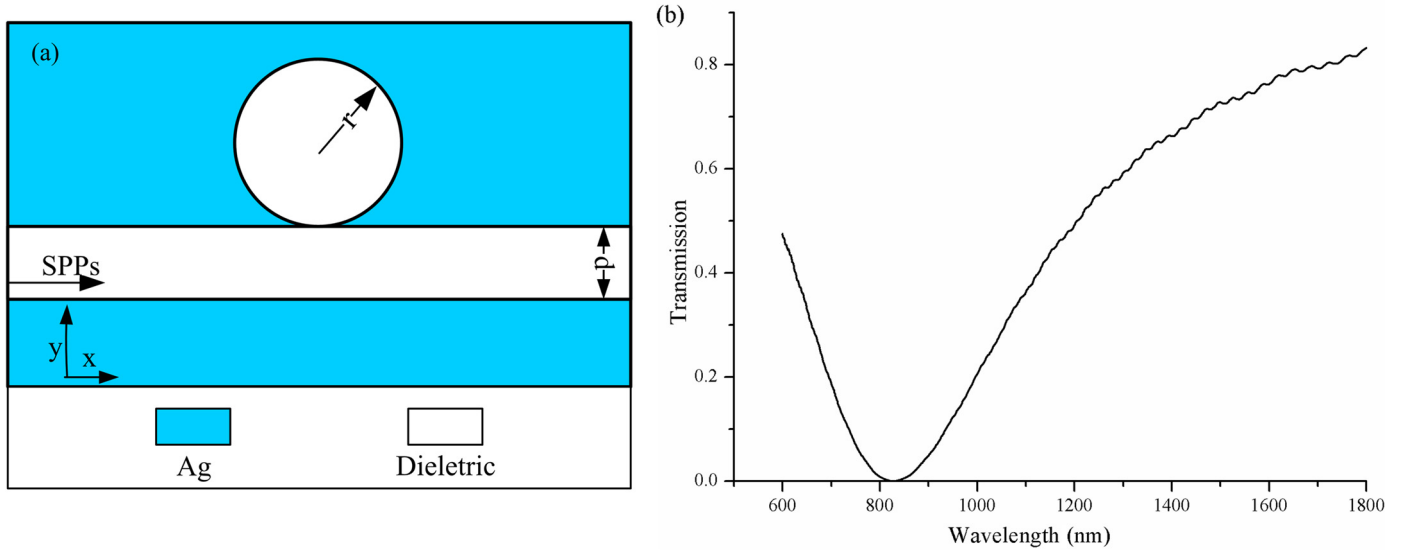 (a)
r
SPPs
d
y
x
Ag
Dieletric
(b)
Transmission
0.8
0.6
0.4
0.2
0.0
600 800 1000 1200 1400 1600 1800
Wavelength (nm)